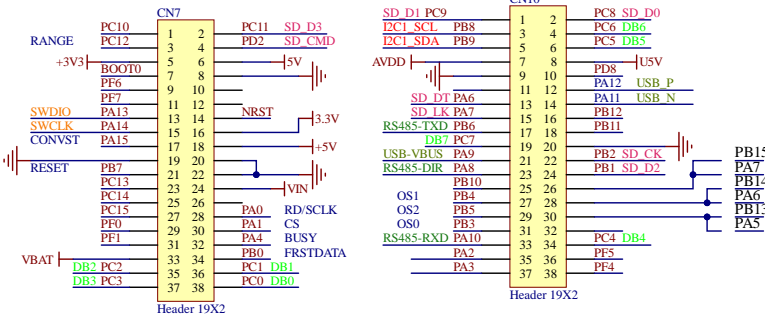 CN7
PC10 1 2 PC11 SD_D3
RANGE PC12 3 4 PD2 SD_CMD
+3V3 5 6 5V
BOOT0 7 8
PF6 9 10
PF7 11 12
SWDIO PA13 13 14 NRST 3.3V
SWCLK PA14 15 16
CONVST PA15 17 18 +5V
19 20
RESET PB7 21 22
PC13 23 24 VIN
PC14 25 26
PC15 27 28 PA0 RD/SCLK
PF0 29 30 PA1 CS
PF1 31 32 PA4 BUSY
VBAT 33 34 PB0 FRSTDATA
DB2 PC2 35 36 PC1 DB1
DB3 PC3 37 38 PC0 DB0
Header 19X2
CN10
SD_D1 PC9 1 2 PC8 SD_D0
I2C1_SCL PB8 3 4 PC6 DB6
I2C1_SDA PB9 5 6 PC5 DB5
AVDD 7 8 U5V
9 10 PD8
11 12 PA12 USB_P
SD_DT PA6 13 14 PA11 USB_N
SD_LK PA7 15 16 PB12
RS485-TXD PB6 17 18 PB11
DB7 PC7 19 20
USB-VBUS PA9 21 22 PB2 SD_CK
RS485-DIR PA8 23 24 PB1 SD_D2
PB10 25 26
OS1 PB4 27 28
OS2 PB5 29 30
OS0 PB3 31 32
RS485-RXD PA10 33 34 PC4 DB4
PA2 35 36 PF5
PA3 37 38 PF4
Header 19X2
PB15
PA7
PB14
PA6
PB13
PA5